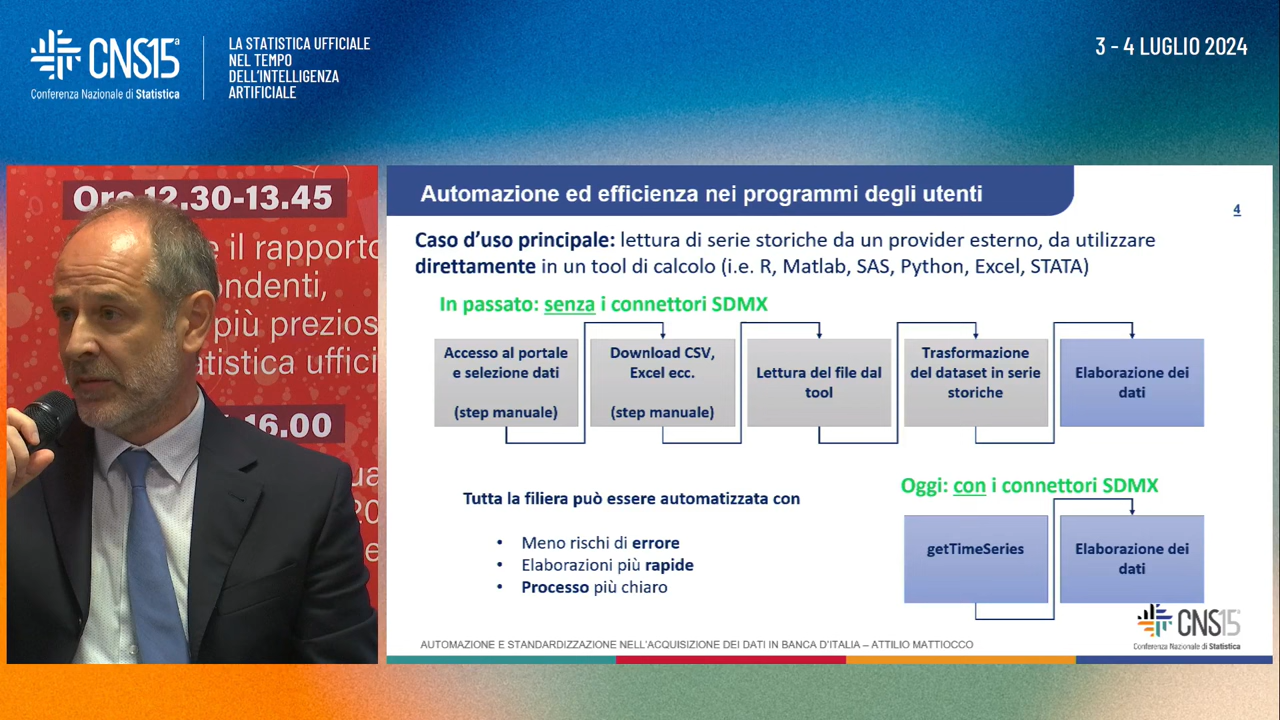 CNS15ª
Conferenza Nazionale di Statistica
LA STATISTICA UFFICIALE
NEL TEMPO
DELL'INTELLIGENZA
ARTIFICIALE
3 - 4 LUGLIO 2024
Ore 12.30-13.45
e il rapporto
ondenti,
più prezios
atistica uffici
16.00
Automazione ed efficienza nei programmi degli utenti
4
Caso d'uso principale: lettura di serie storiche da un provider esterno, da utilizzare
direttamente in un tool di calcolo (i.e. R, Matlab, SAS, Python, Excel, STATA)
In passato: senza i connettori SDMX
Accesso al portale
e selezione dati
(step manuale)
Download CSV,
Excel ecc.
(step manuale)
Lettura del file dal
tool
Trasformazione
del dataset in serie
storiche
Elaborazione dei
dati
Tutta la filiera può essere automatizzata con
• Meno rischi di errore
• Elaborazioni più rapide
• Processo più chiaro
Oggi: con i connettori SDMX
getTimeSeries
Elaborazione dei
dati
CNS15ª
Conferenza Nazionale di Statistica
AUTOMAZIONE E STANDARDIZZAZIONE NELL'ACQUISIZIONE DEI DATI IN BANCA D'ITALIA – ATTILIO MATTIOCCO